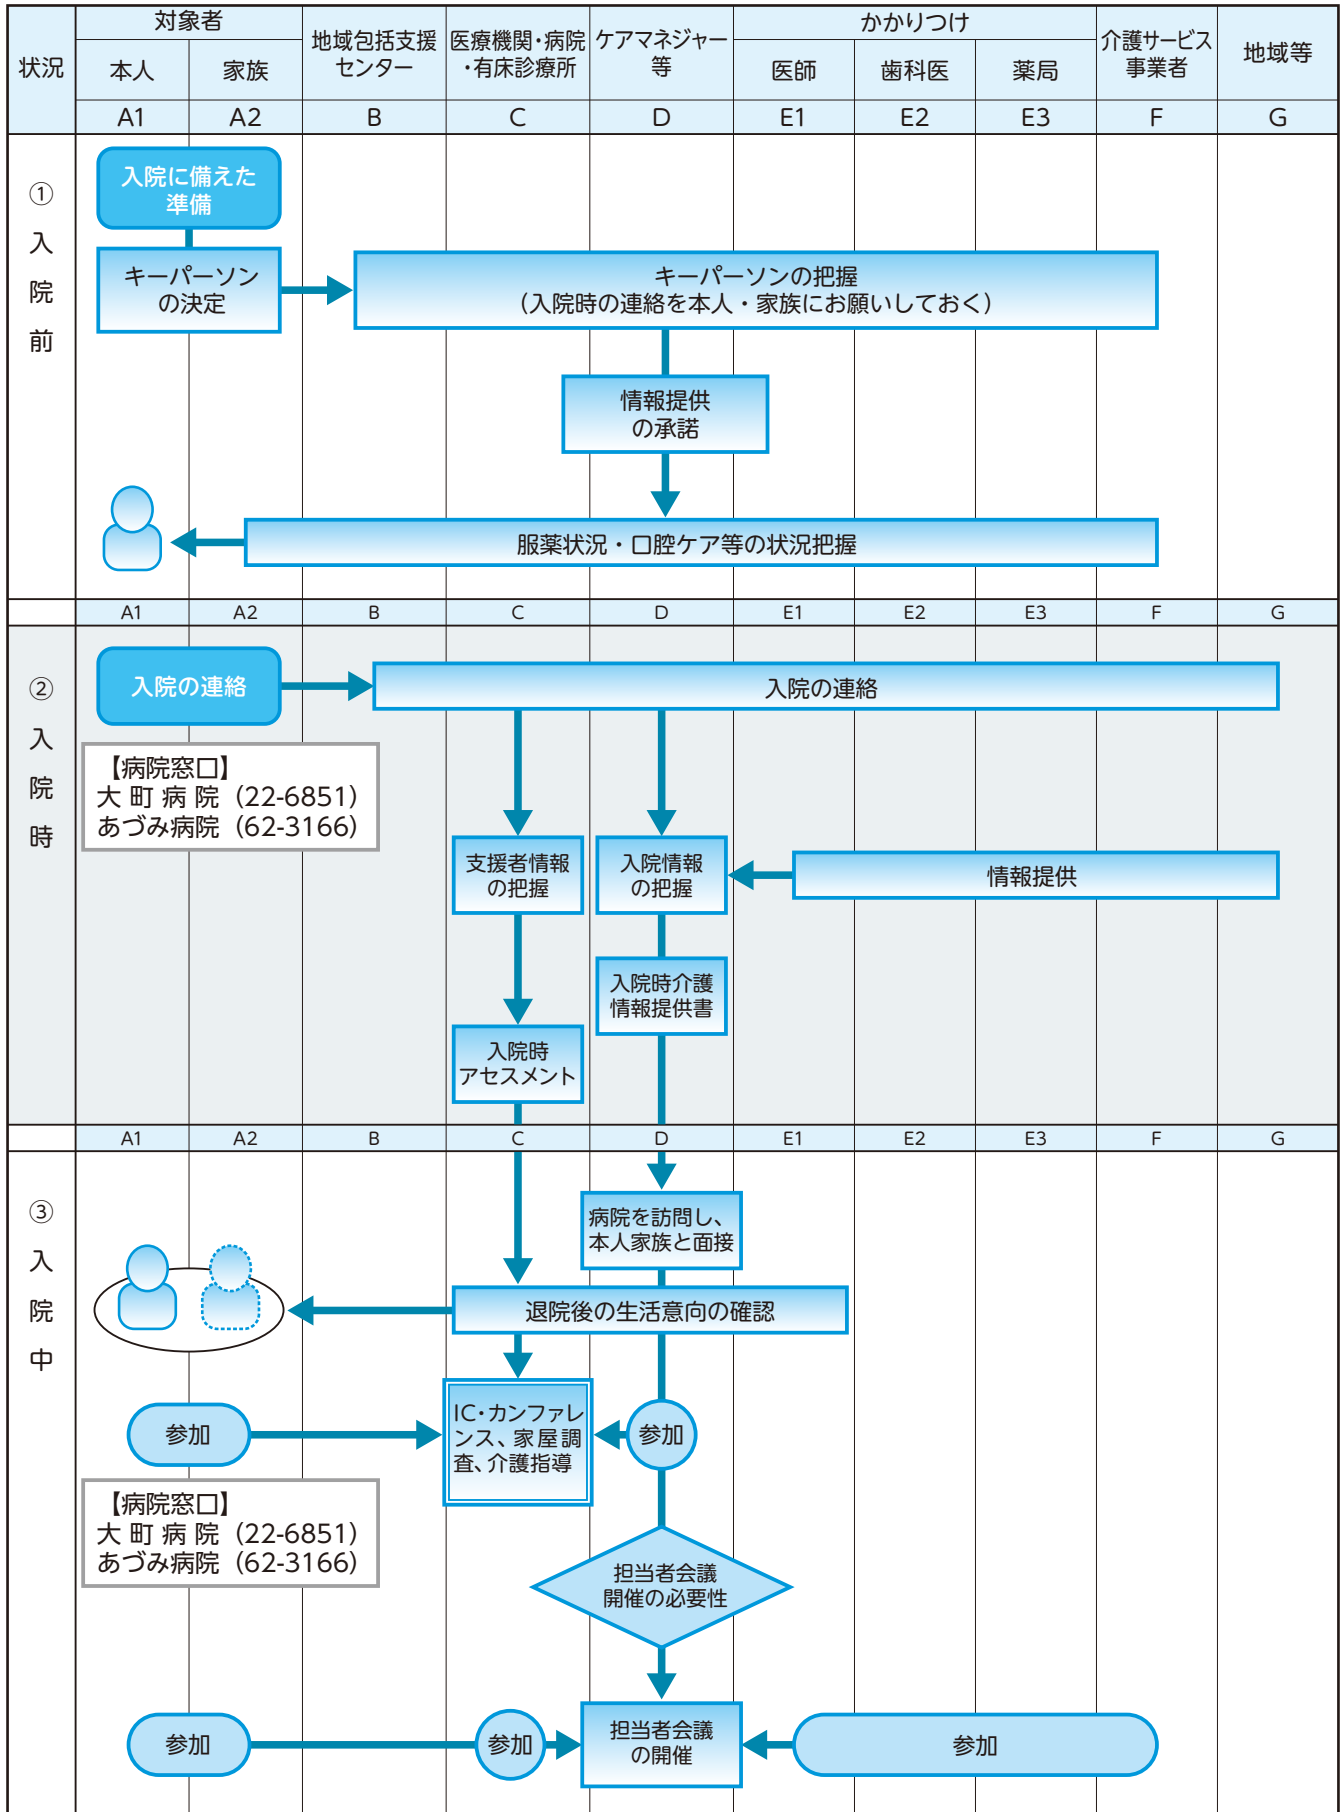 状況
対象者
本人
家族
地域包括支援
センター
医療機関・病院
・有床診療所
ケアマネジャー
等
かかりつけ
医師
歯科医
薬局
介護サービス
事業者
地域等
A1 A2 B C D E1 E2 E3 F G
①入院前
入院に備えた
準備
キーパーソン
の決定
キーパーソンの把握
（入院時の連絡を本人・家族にお願いしておく）
情報提供
の承諾
服薬状況・口腔ケア等の状況把握
A1 A2 B C D E1 E2 E3 F G
②入院時
入院の連絡
入院の連絡
【病院窓口】
大町病院（22-6851）
あづみ病院（62-3166）
支援者情報
の把握
入院情報
の把握
情報提供
入院時介護
情報提供書
入院時
アセスメント
A1 A2 B C D E1 E2 E3 F G
③入院中
病院を訪問し、
本人家族と面接
退院後の生活意向の確認
参加
IC・カンファレ
ンス、家屋調
査、介護指導
参加
【病院窓口】
大町病院（22-6851）
あづみ病院（62-3166）
担当者会議
開催の必要性
参加
参加
担当者会議
の開催
参加